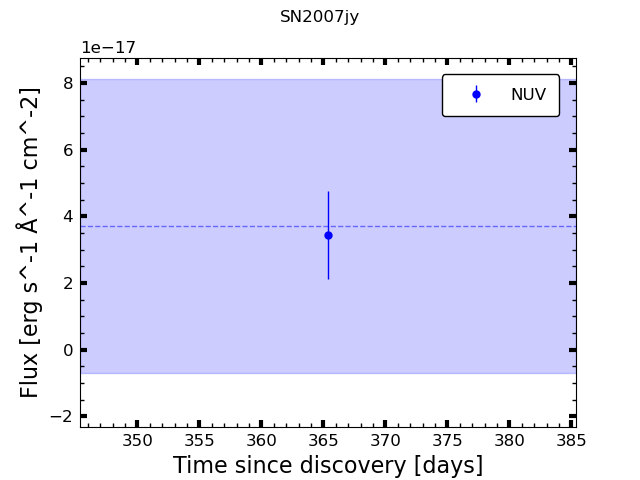 SN2007jy
1e−17
NUV
8
6
4
2
0
−2
350 355 360 365 370 375 380 385
Time since discovery [days]
Flux [erg s^-1 Å^-1 cm^-2]